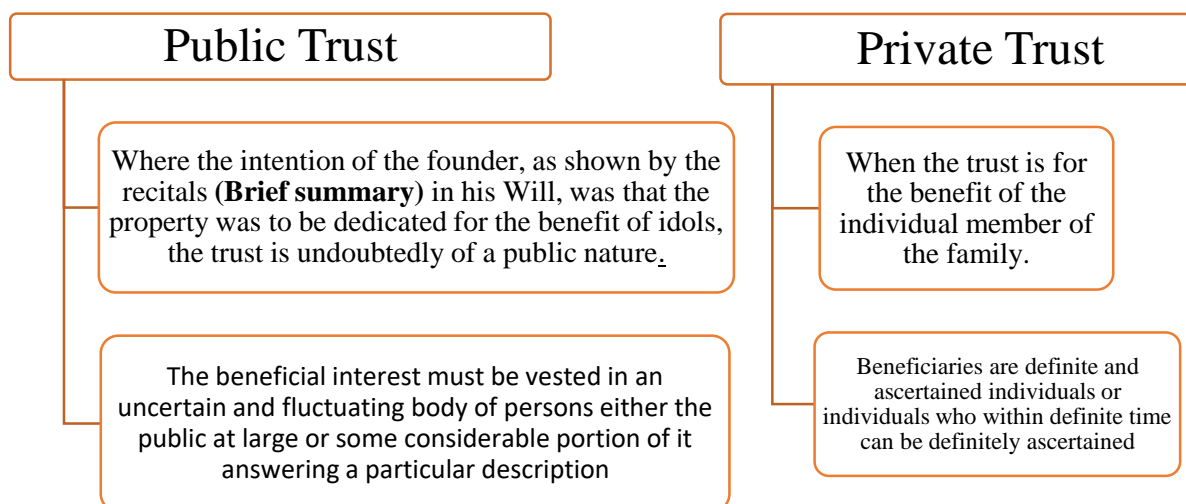 Public Trust
Where the intention of the founder, as shown by the
recitals (Brief summary) in his Will, was that the
property was to be dedicated for the benefit of idols,
the trust is undoubtedly of a public nature.
The beneficial interest must be vested in an
uncertain and fluctuating body of persons either the
public at large or some considerable portion of it
answering a particular description
Private Trust
When the trust is for
the benefit of the
individual member of
the family.
Beneficiaries are definite and
ascertained individuals or
individuals who within definite time
can be definitely ascertained